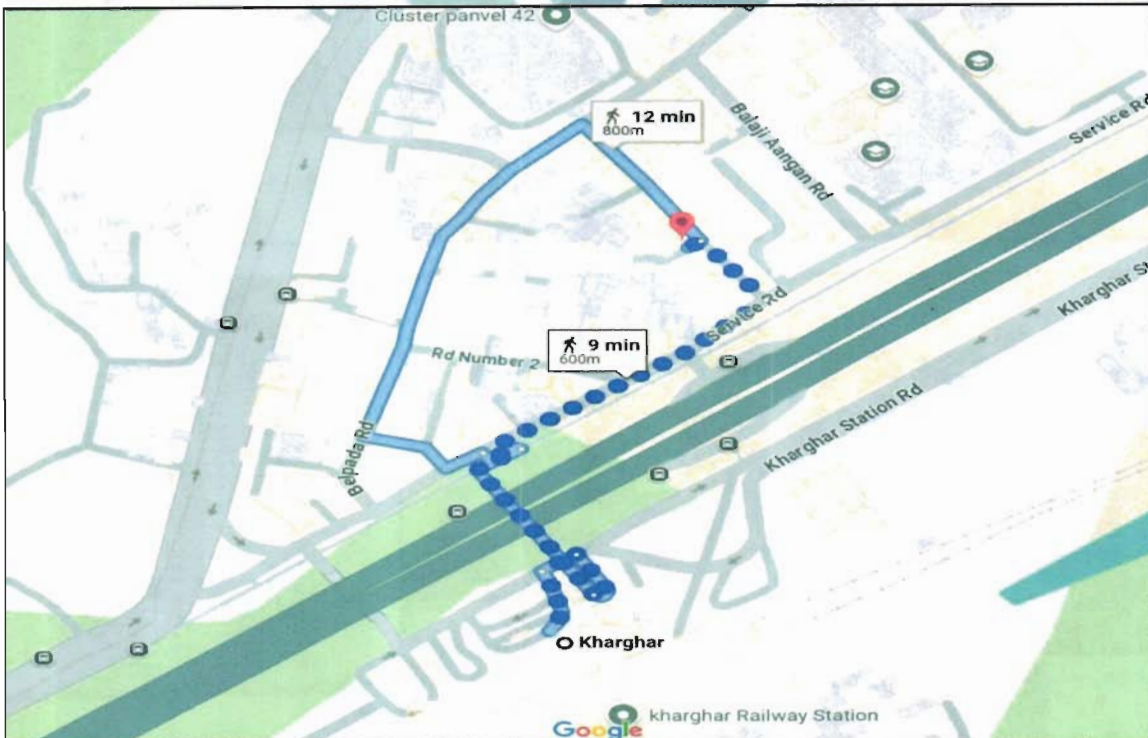 Cluster panvel 42
12 min
800m
Balaji Aangan Rd
Service Rd
Service Rd
9 min
600m
Rd Number 2
Kharghar St
Kharghar Station Rd
Belpada Rd
Kharghar
kharghar Railway Station
Google